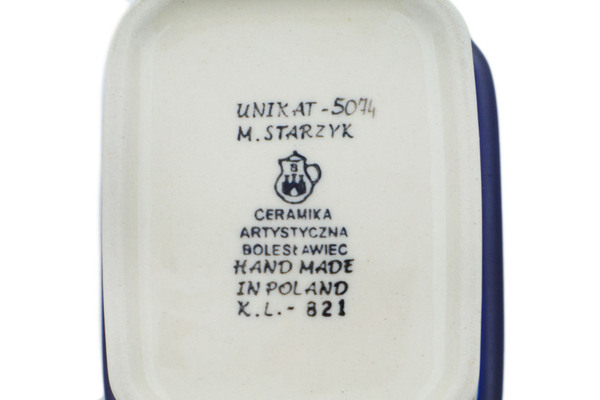 UNIKAT-5074
M. STARZYK
B
CERAMIKA
ARTYSTYCZNA
BOLESŁAWIEC
HAND MADE
IN POLAND
K.L.- 821